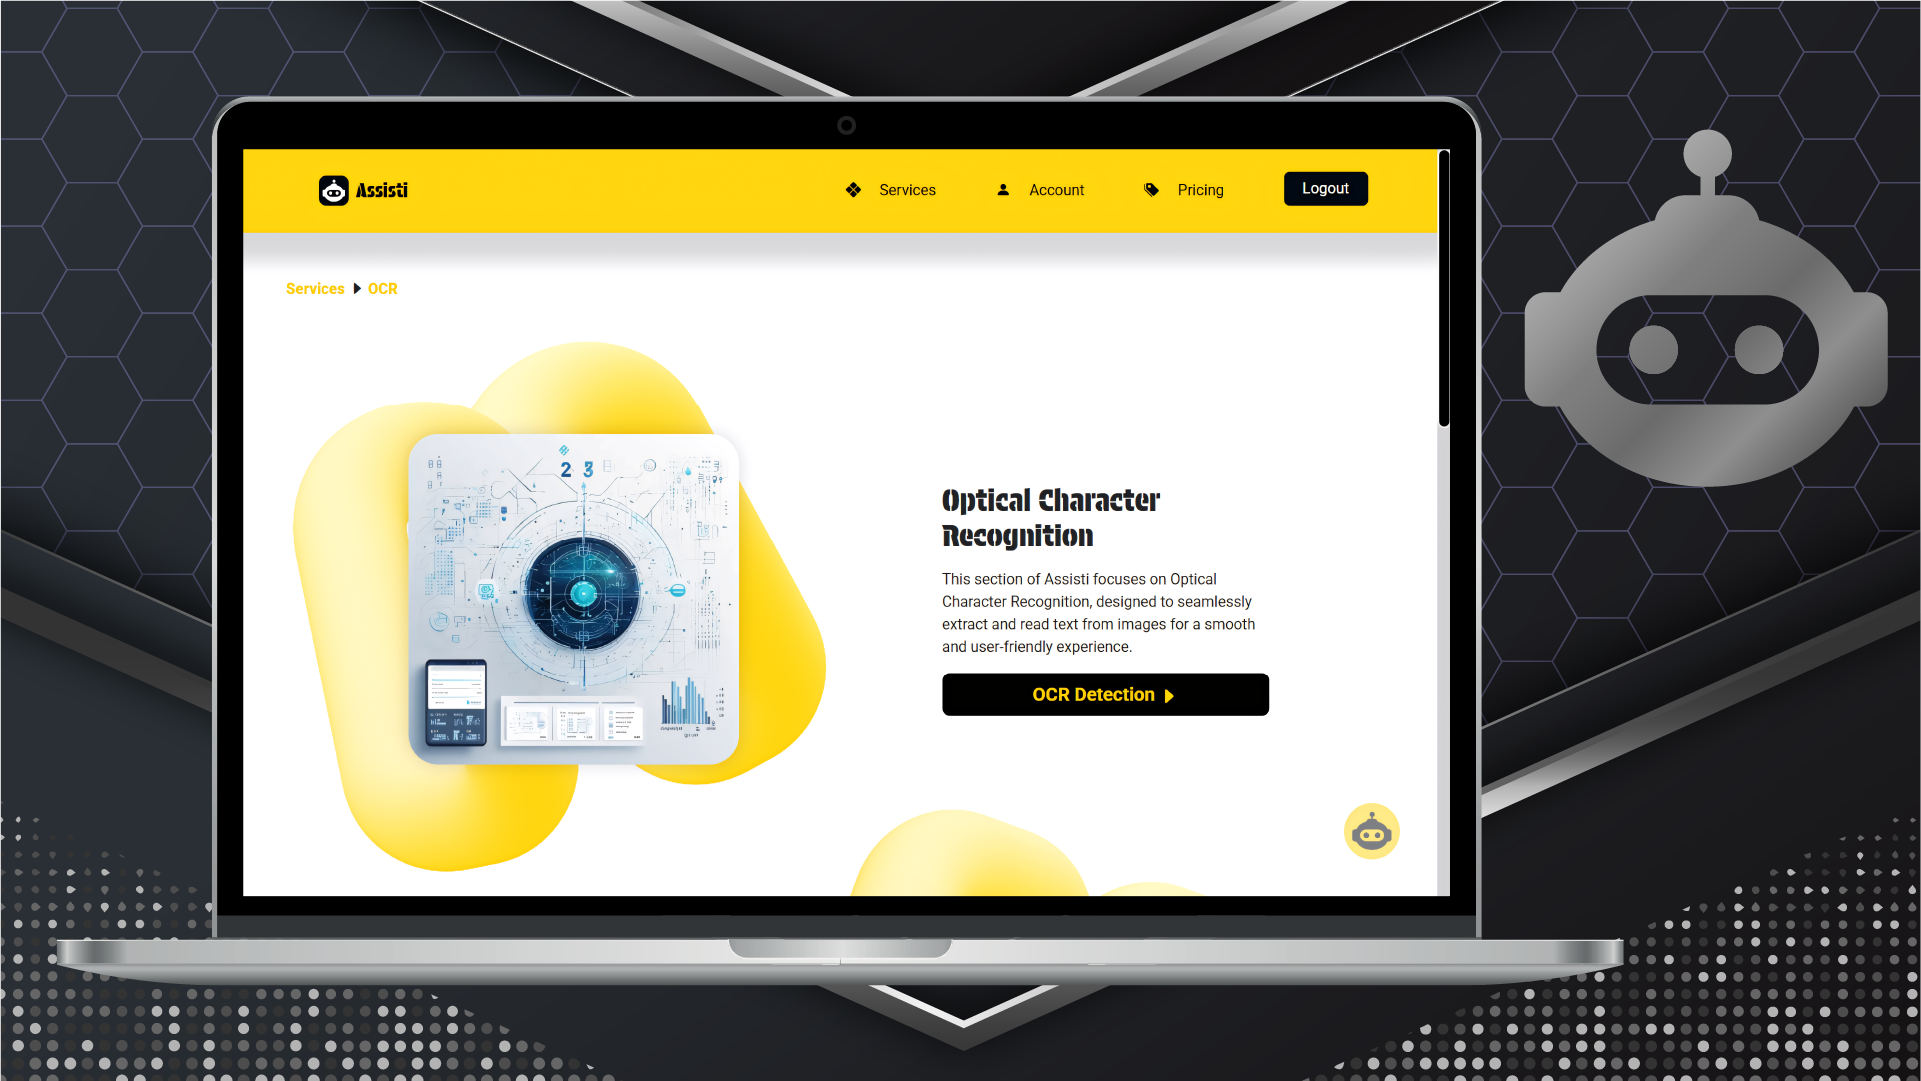 Assisti
Services
Account
Pricing
Logout
Services
OCR
2 3
Optical Character
Recognition
This section of Assisti focuses on Optical
Character Recognition, designed to seamlessly
extract and read text from images for a smooth
and user-friendly experience.
OCR Detection